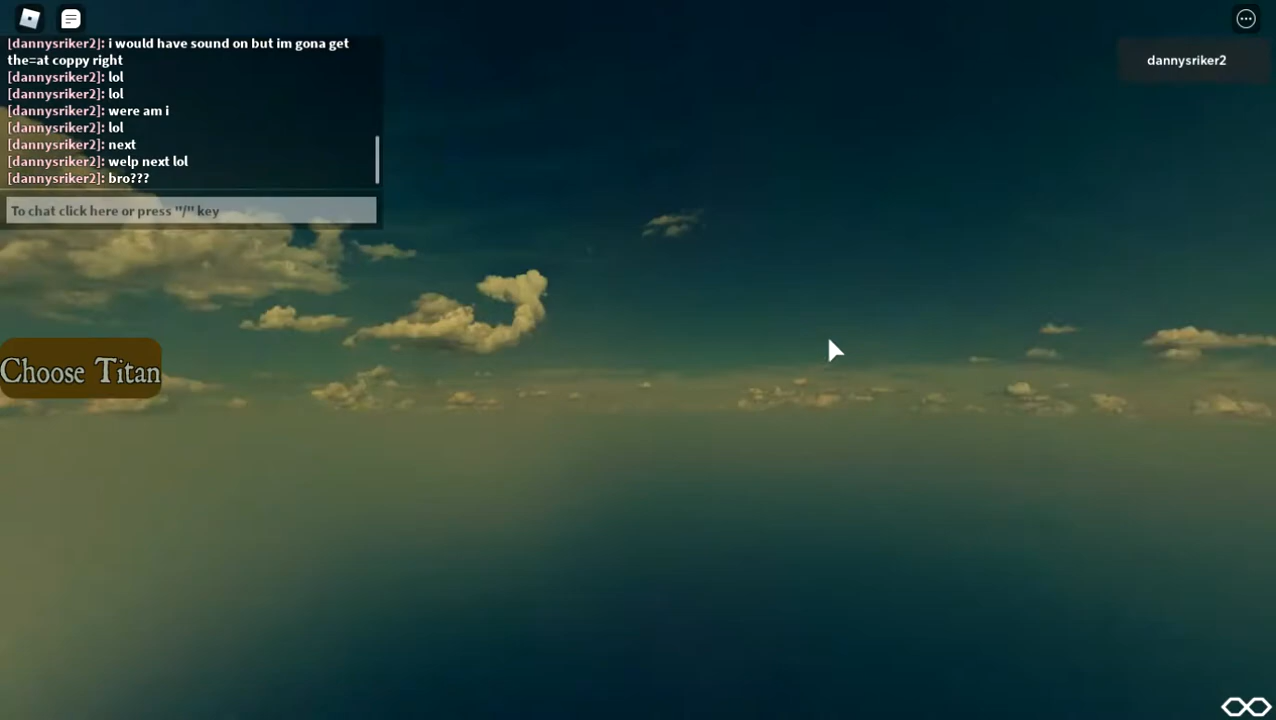 [dannysriker2]: i would have sound on but im gona get
the=at coppy right
[dannysriker2]: lol
[dannysriker2]: lol
[dannysriker2]: were am i
[dannysriker2]: lol
[dannysriker2]: next
[dannysriker2]: welp next lol
[dannysriker2]: bro???
To chat click here or press "/" key
dannysriker2
Choose Titan